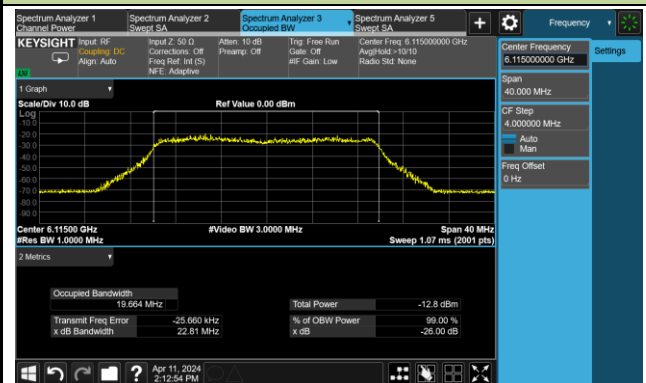 Spectrum Analyzer 1
Channel Power
Spectrum Analyzer 2
Swept SA
Spectrum Analyzer 3
Occupied BW
Spectrum Analyzer 5
Swept SA
+
Frequency
KEYSIGHT
Input: RF
Coupling: DC
Align: Auto
Input Z: 50 Ω
Corrections: Off
Freq Ref: Int (S)
NFE: Adaptive
Atten: 10 dB
Preamp: Off
Trig: Free Run
Gate: Off
#IF Gain: Low
Center Freq: 6.115000000 GHz
Avg|Hold:>10/10
Radio Std: None
Center Frequency
6.115000000 GHz
Settings
Span
40.000 MHz
CF Step
4.000000 MHz
Auto
Man
Freq Offset
0 Hz
1 Graph
Scale/Div 10.0 dB
Ref Value 0.00 dBm
Log
-10.0
-20.0
-30.0
-40.0
-50.0
-60.0
-70.0
-80.0
-90.0
Center 6.11500 GHz
#Video BW 3.0000 MHz
Span 40 MHz
#Res BW 1.0000 MHz
Sweep 1.07 ms (2001 pts)
2 Metrics
Occupied Bandwidth
19.664 MHz
Total Power
-12.8 dBm
Transmit Freq Error
-25.660 kHz
% of OBW Power
99.00 %
x dB Bandwidth
22.81 MHz
x dB
-26.00 dB
?
Apr 11, 2024
2:12:54 PM